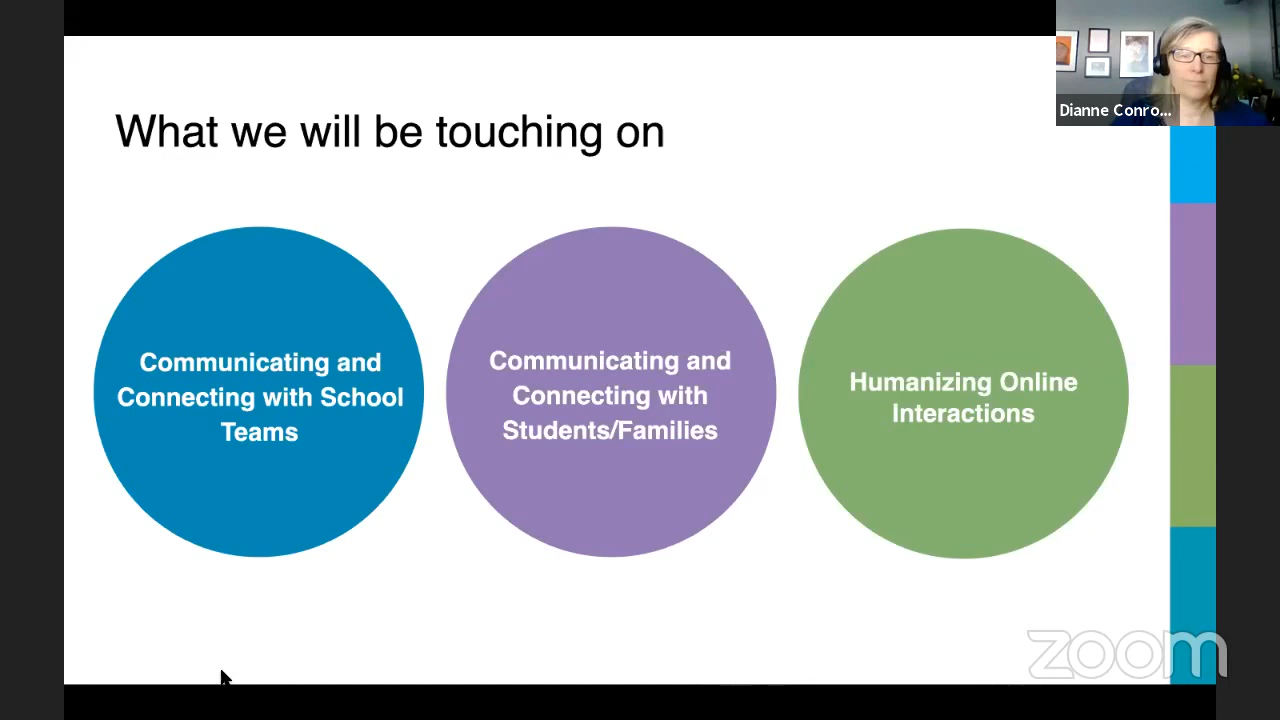 Dianne Conro...
What we will be touching on
Communicating and
Connecting with School
Teams
Communicating and
Connecting with
Students/Families
Humanizing Online
Interactions
zoom